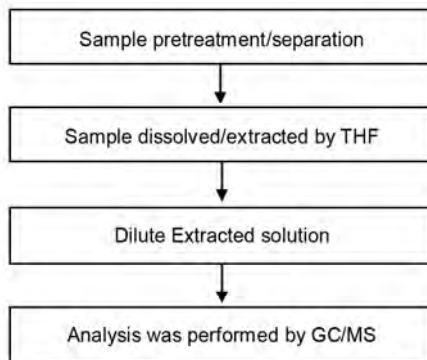 Sample pretreatment/separation
Sample dissolved/extracted by THF
Dilute Extracted solution
Analysis was performed by GC/MS